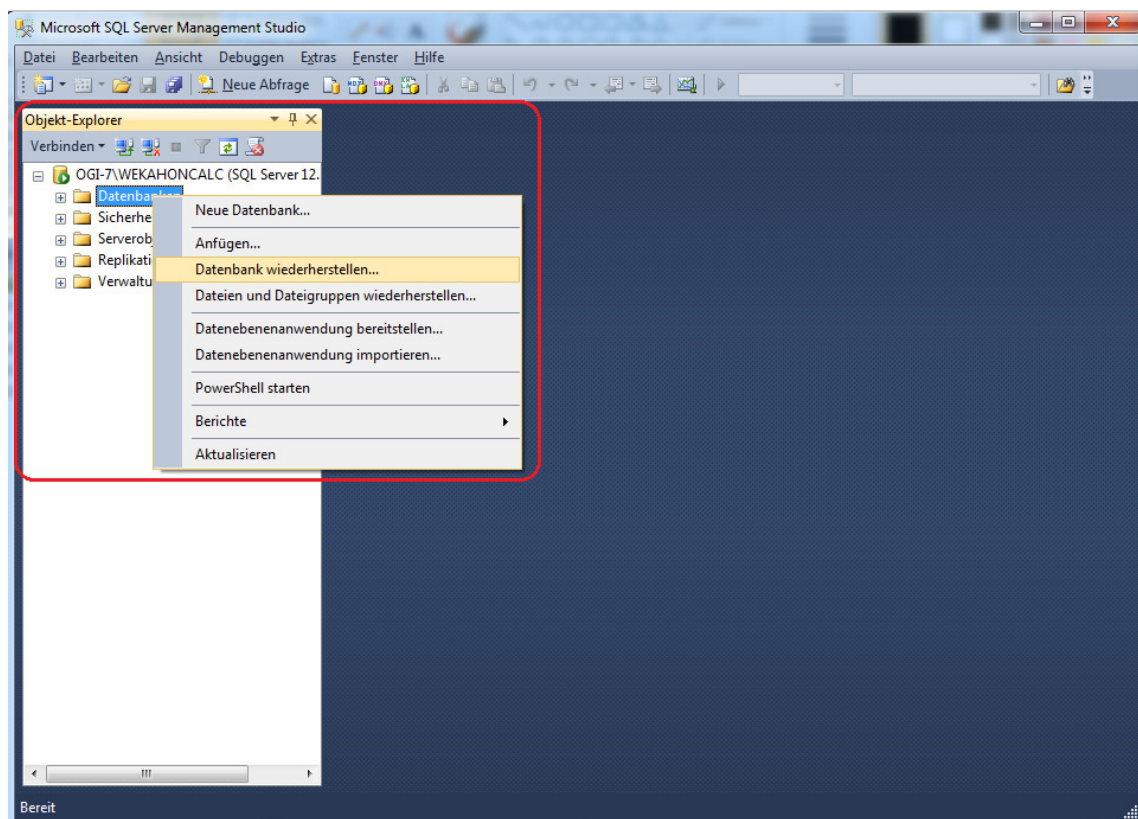 Microsoft SQL Server Management Studio
Datei Bearbeiten Ansicht Debuggen Extras Fenster Hilfe
Neue Abfrage
Objekt-Explorer
Verbinden
OGI-7\WEKAHONCALC (SQL Server 12.
Datenbanken
Sicherhe
Serverobj
Replikati
Verwaltu
Neue Datenbank...
Anfügen...
Datenbank wiederherstellen...
Dateien und Dateigruppen wiederherstellen...
Datenebenenanwendung bereitstellen...
Datenebenenanwendung importieren...
PowerShell starten
Berichte
Aktualisieren
Bereit